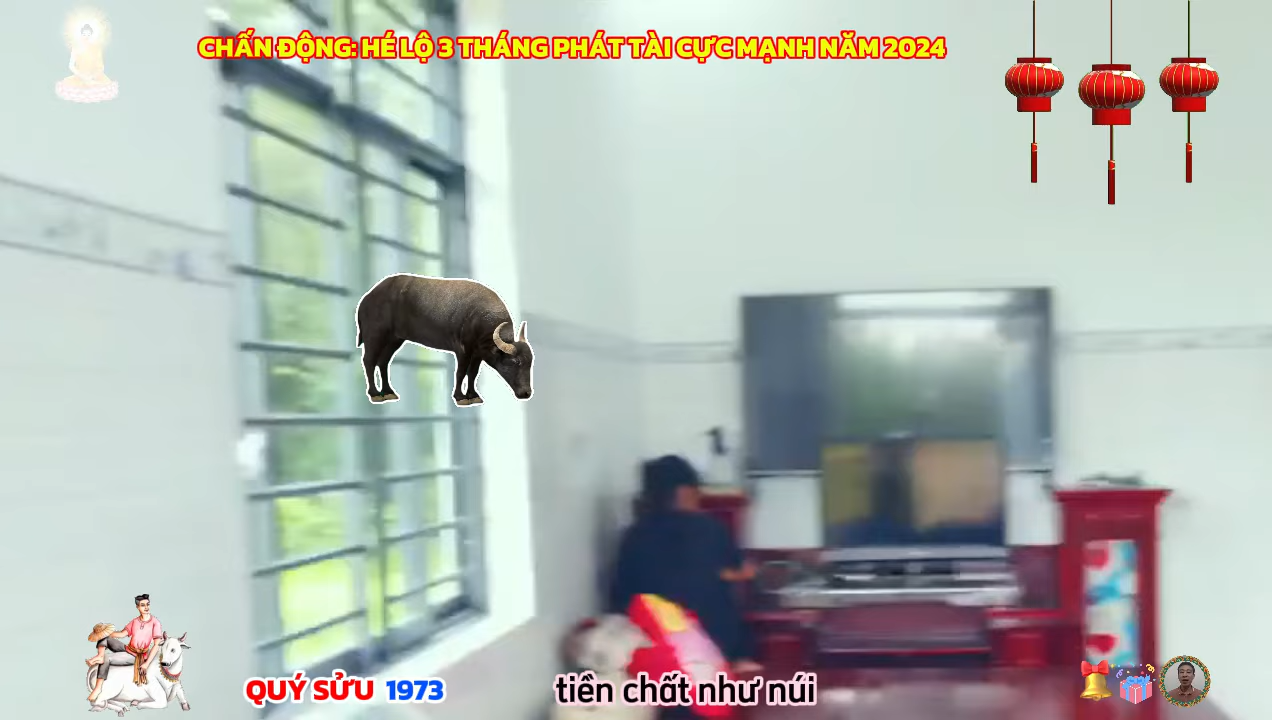 CHẤN ĐỘNG: HÉ LỘ 3 THÁNG PHÁT TÀI CỰC MẠNH NĂM 2024
QUÝ SỬU 1973
tiền chất như núi